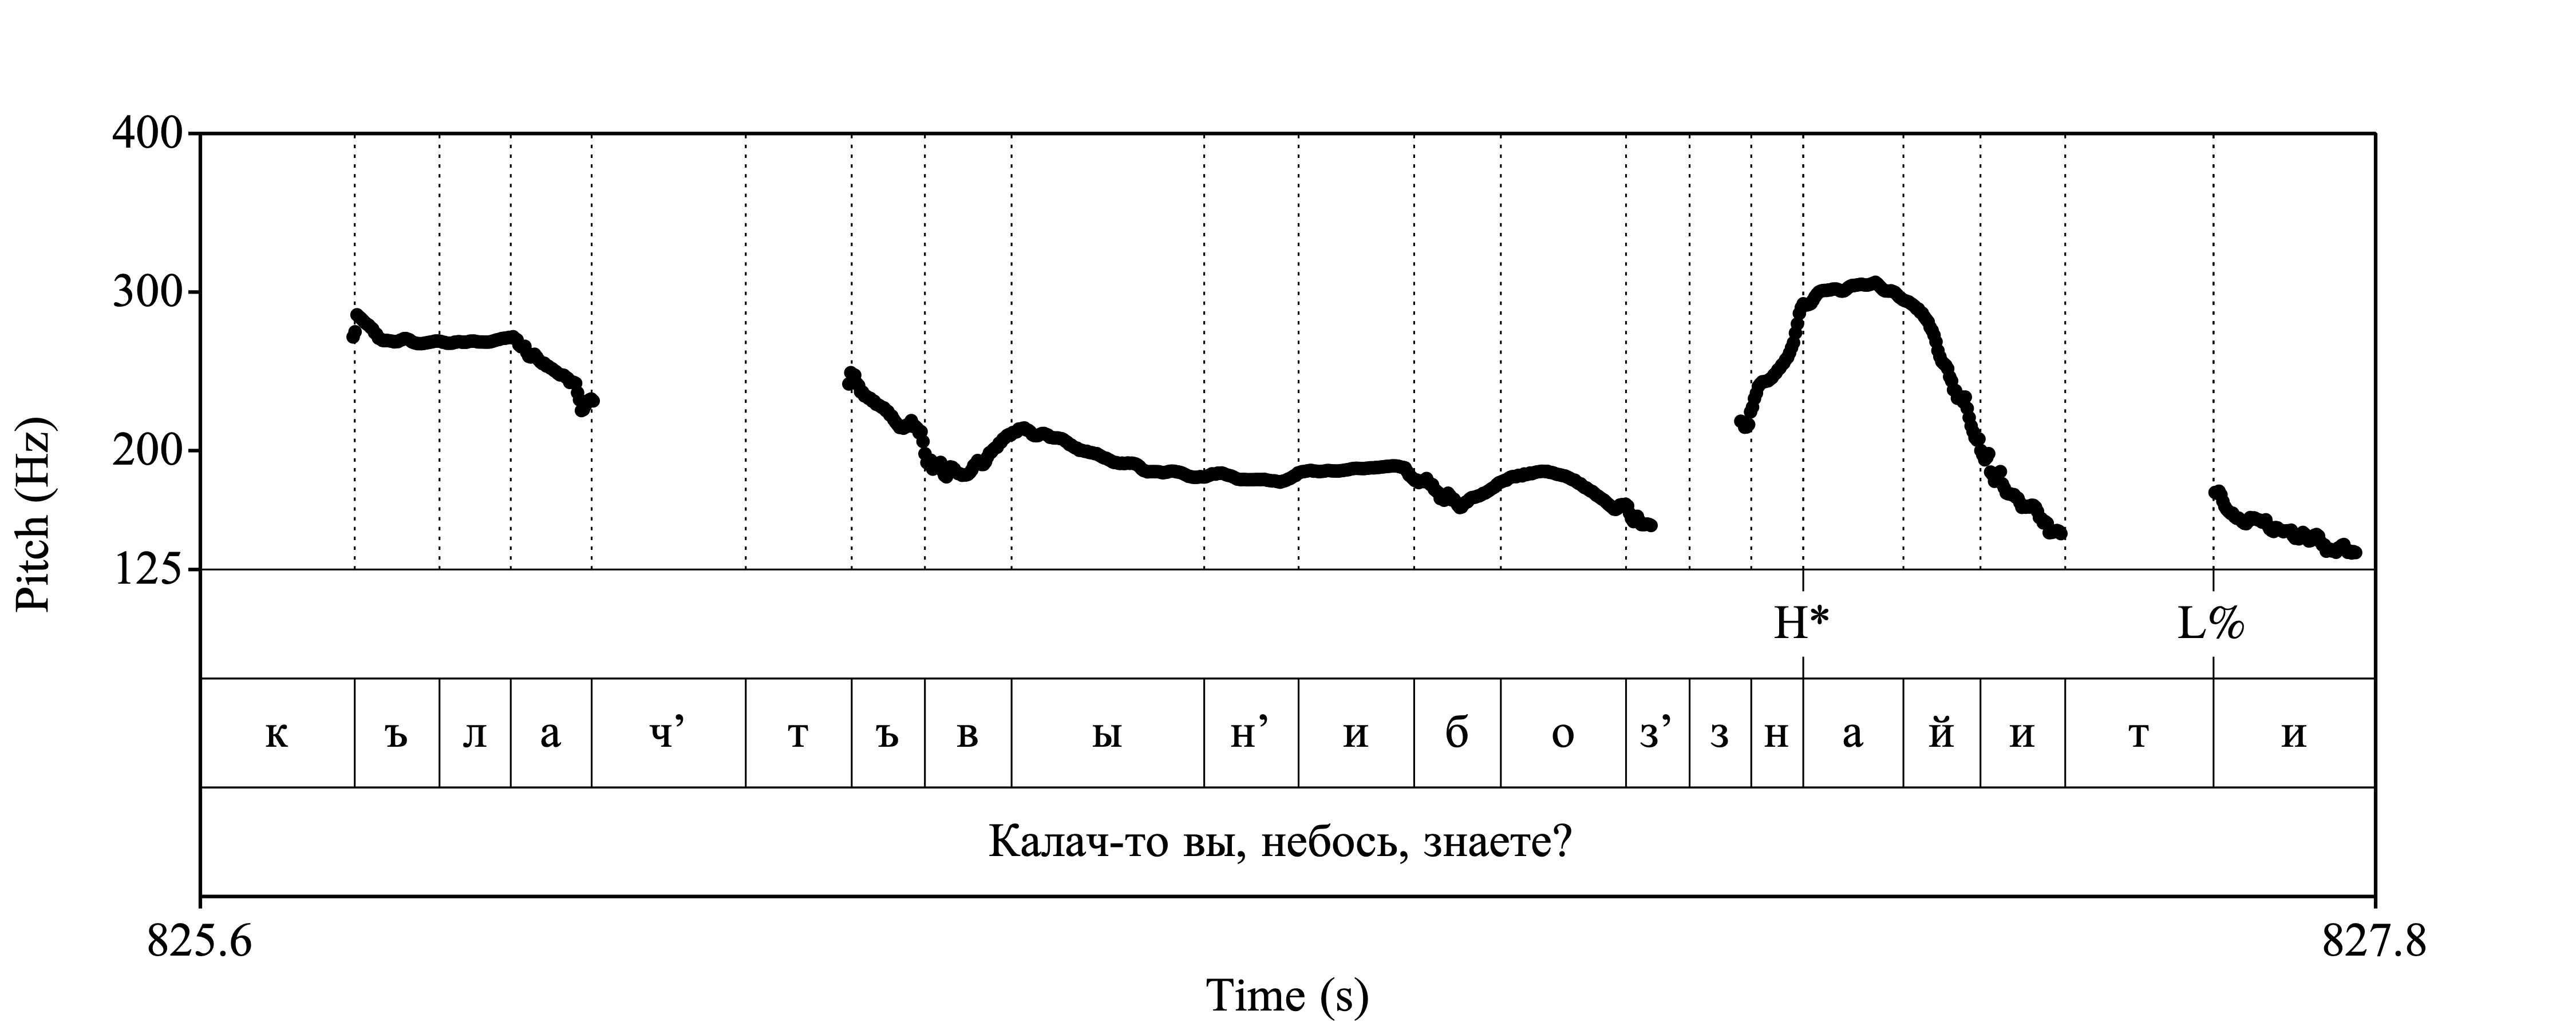 400
300
200
125
Pitch (Hz)
H* L%
к ъ л а ч’ т ъ в ы н’ и б о з’ з н а й и т и
Калач-то вы, небось, знаете?
825.6 827.8
Time (s)